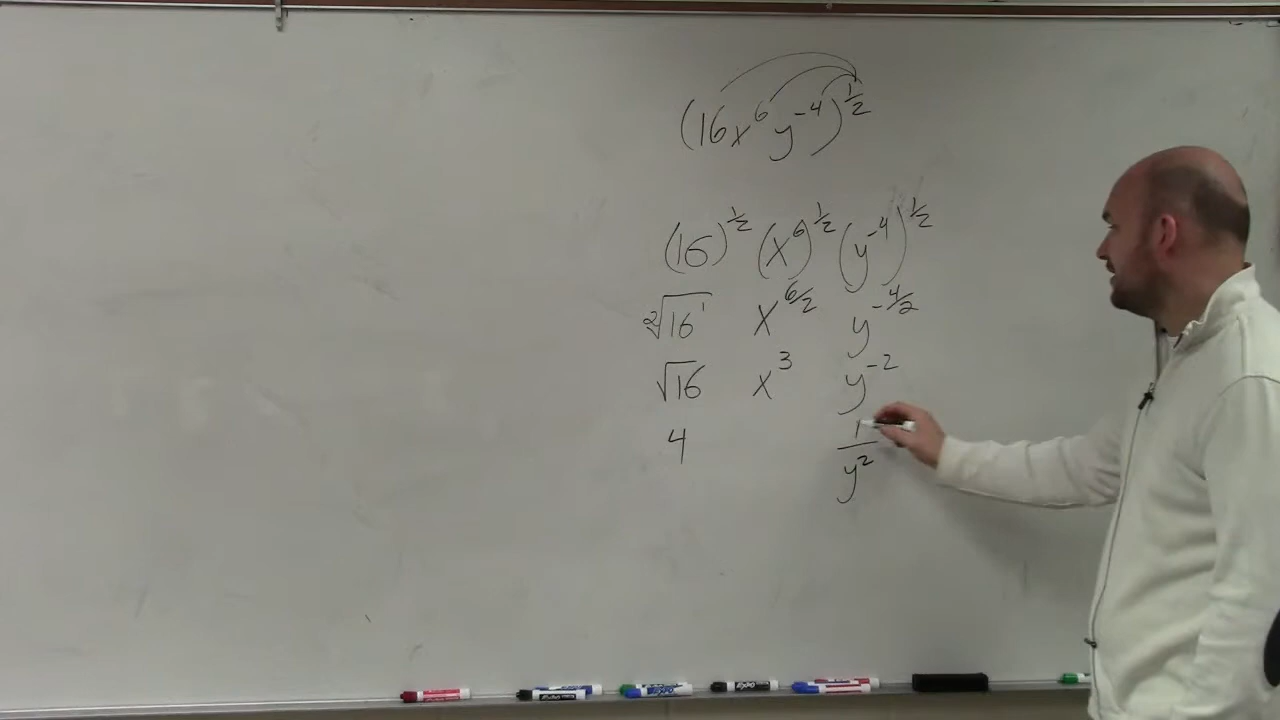 (16x⁶y⁻⁴)^½
(16)^½ (x⁶)^½ (y⁻⁴)^½
²√16¹ x^6/2 y^-4/2
√16 x³ y⁻²
4 1/y²